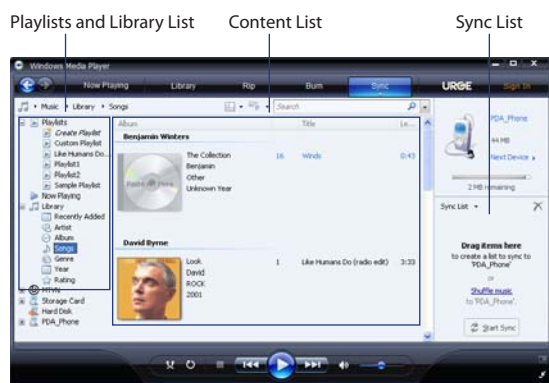 Playlists and Library List
Content List
Sync List
Windows Media Player
Now Playing
Library
Rip
Burn
Sync
URGE
Sign In
Music
Library
Songs
Search
Playlists
Create Playlist
Custom Playlist
Like Humans Do...
Playlist1
Playlist2
Sample Playlist
Now Playing
Library
Recently Added
Artist
Album
Songs
Genre
Year
Rating
MTVN
Storage Card
Hard Disk
PDA_Phone
Album
Title
Le...
Benjamin Winters
The Collection
16
Winds
0:43
Benjamin
Other
Unknown Year
David Byrne
Look
1
Like Humans Do (radio edit)
3:33
David
ROCK
2001
PDA_Phone
44 MB
Next Device
2 MB remaining
Sync List
Drag items here
to create a list to sync to
'PDA_Phone'
or
Shuffle music
to 'PDA_Phone'.
Start Sync